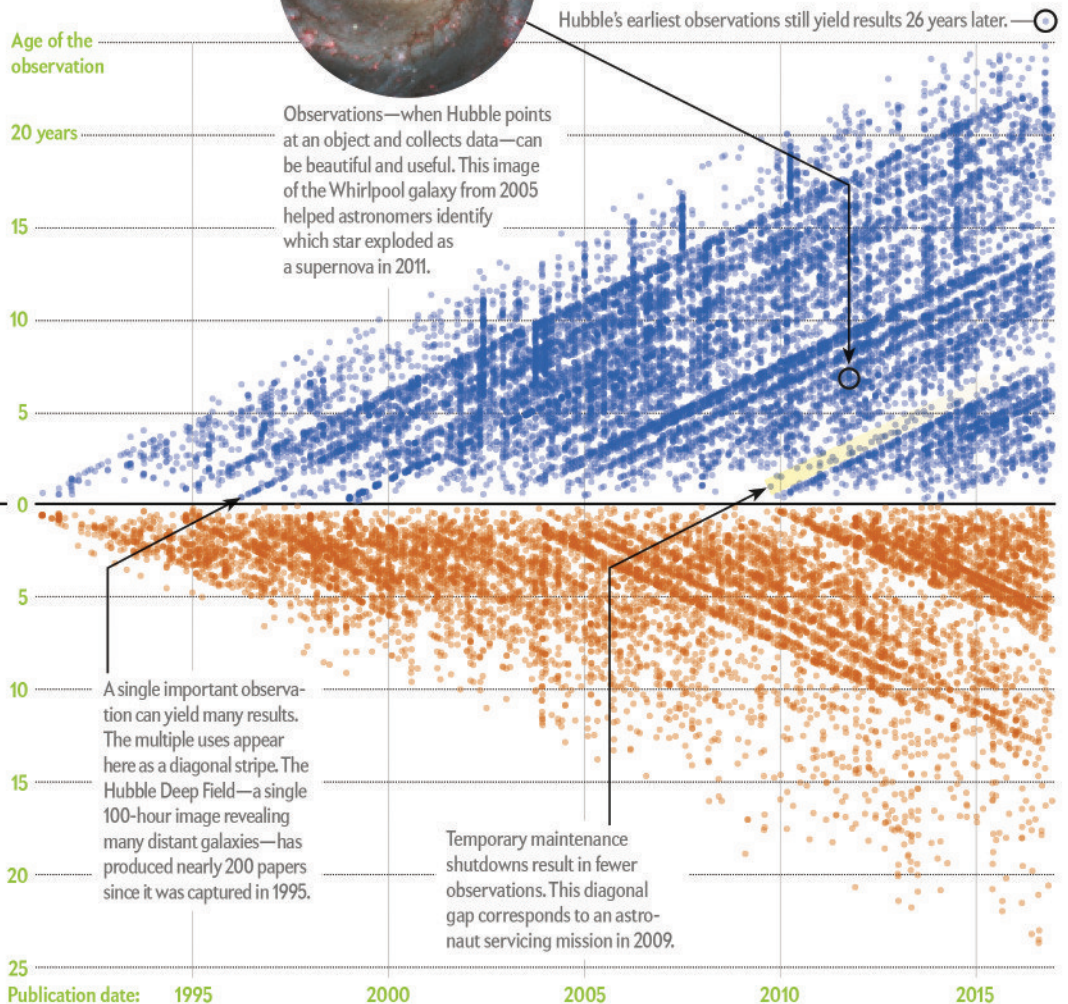 Hubble’s earliest observations still yield results 26 years later.
Age of the
observation
Observations—when Hubble points
at an object and collects data—can
be beautiful and useful. This image
of the Whirlpool galaxy from 2005
helped astronomers identify
which star exploded as
a supernova in 2011.
20 years
15
10
5
0
5
10
15
20
25
A single important observa-
tion can yield many results.
The multiple uses appear
here as a diagonal stripe. The
Hubble Deep Field—a single
100-hour image revealing
many distant galaxies—has
produced nearly 200 papers
since it was captured in 1995.
Temporary maintenance
shutdowns result in fewer
observations. This diagonal
gap corresponds to an astro-
naut servicing mission in 2009.
Publication date: 1995 2000 2005 2010 2015